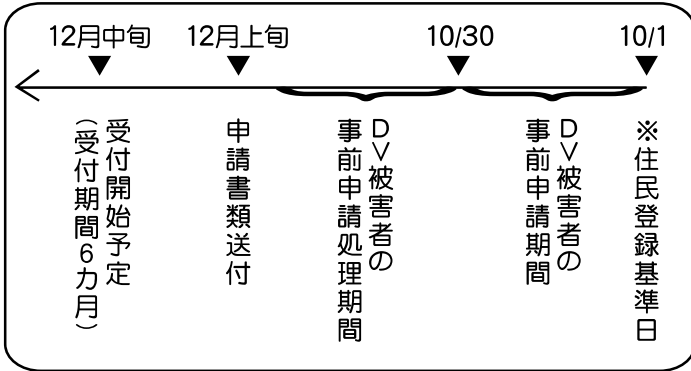 10/1
※住民登録基準日
DV被害者の
事前申請期間
10/30
DV被害者の
事前申請処理期間
12月上旬
申請書類送付
12月中旬
受付開始予定
(受付期間6カ月)